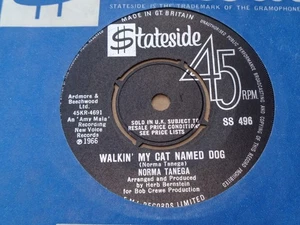 STATESIDE IS THE TRADEMARK OF THE GRAMOPHONE
MADE IN GT. BRITAIN
Stateside
45
RPM
Ardmore &
Beechwood Ltd.
45KR-4691
An 'Amy Mala'
Recording
New Voice
Records
℗ 1966
SOLD IN U.K. SUBJECT TO
RESALE PRICE CONDITIONS
SEE PRICE LISTS
SS 496
WALKIN' MY CAT NAMED DOG
(Norma Tanega)
NORMA TANEGA
Arranged and Produced
by Herb Bernstein
for Bob Crewe Production
E.M.I. RECORDS LIMITED